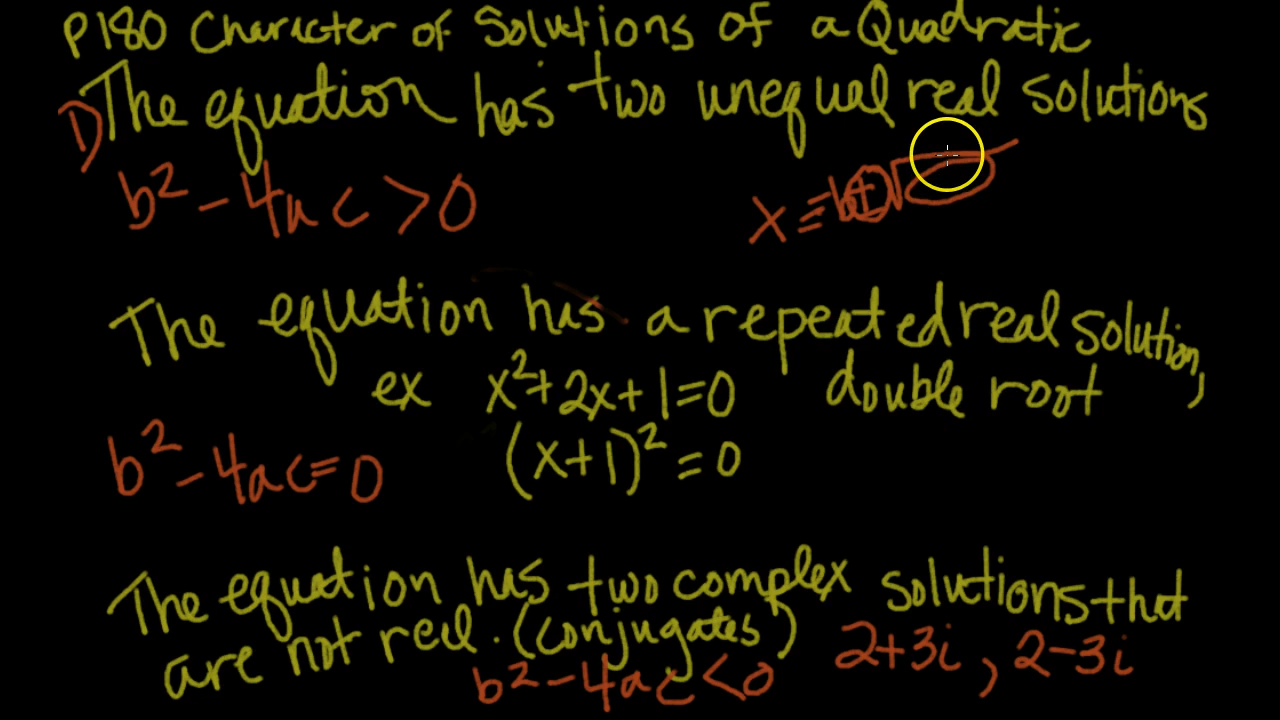 P180 Character of Solutions of a Quadratic
1) The equation has two unequal real solutions
b² - 4ac > 0
x = b ± √
The equation has a repeated real solution,
ex x² + 2x + 1 = 0 double root
b² - 4ac = 0 (x + 1)² = 0
The equation has two complex solutions that
are not real. (conjugates) 2+3i, 2-3i
b² - 4ac < 0